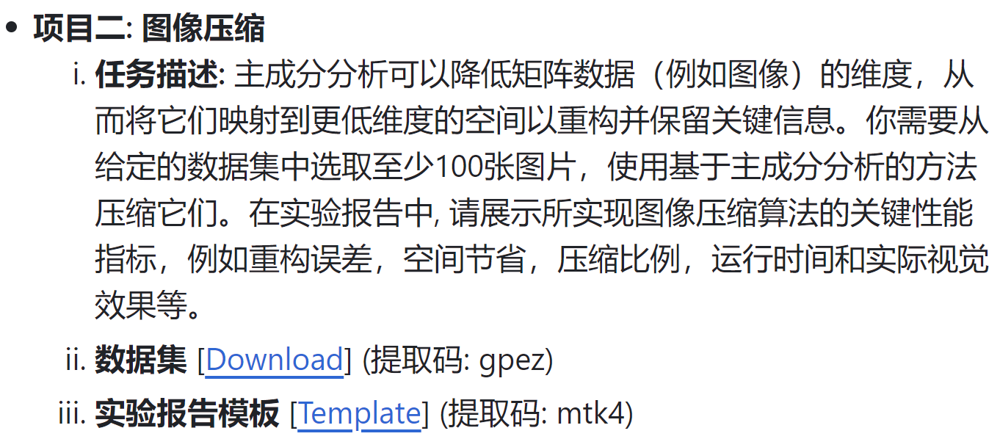 • 项目二: 图像压缩
i. 任务描述: 主成分分析可以降低矩阵数据（例如图像）的维度，从
而将它们映射到更低维度的空间以重构并保留关键信息。你需要从
给定的数据集中选取至少100张图片，使用基于主成分分析的方法
压缩它们。在实验报告中, 请展示所实现图像压缩算法的关键性能
指标，例如重构误差，空间节省，压缩比例，运行时间和实际视觉
效果等。
ii. 数据集 [Download] (提取码: gpez)
iii. 实验报告模板 [Template] (提取码: mtk4)